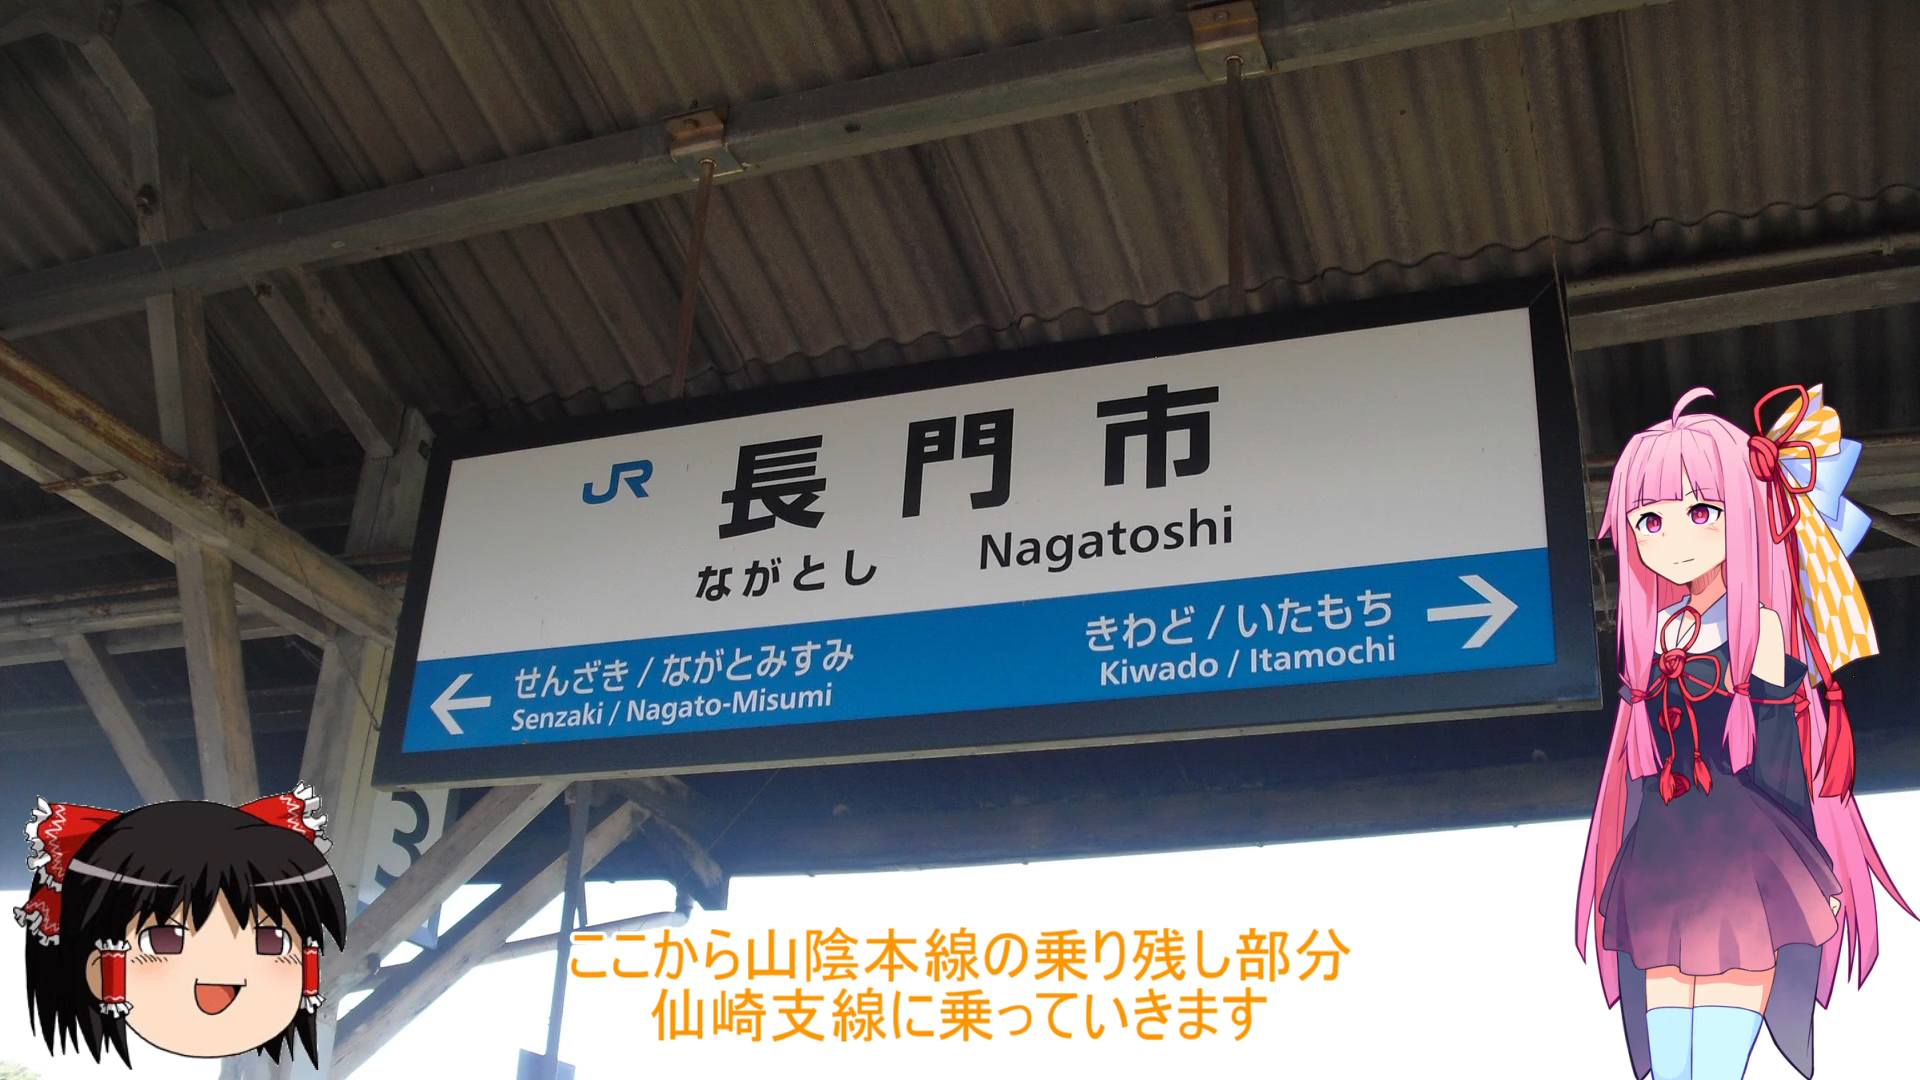 JR 長門市
ながとし Nagatoshi
せんざき / ながとみすみ
Senzaki / Nagato-Misumi
きわど / いたもち
Kiwado / Itamochi
3
ここから山陰本線の乗り残し部分
仙崎支線に乗っていきます